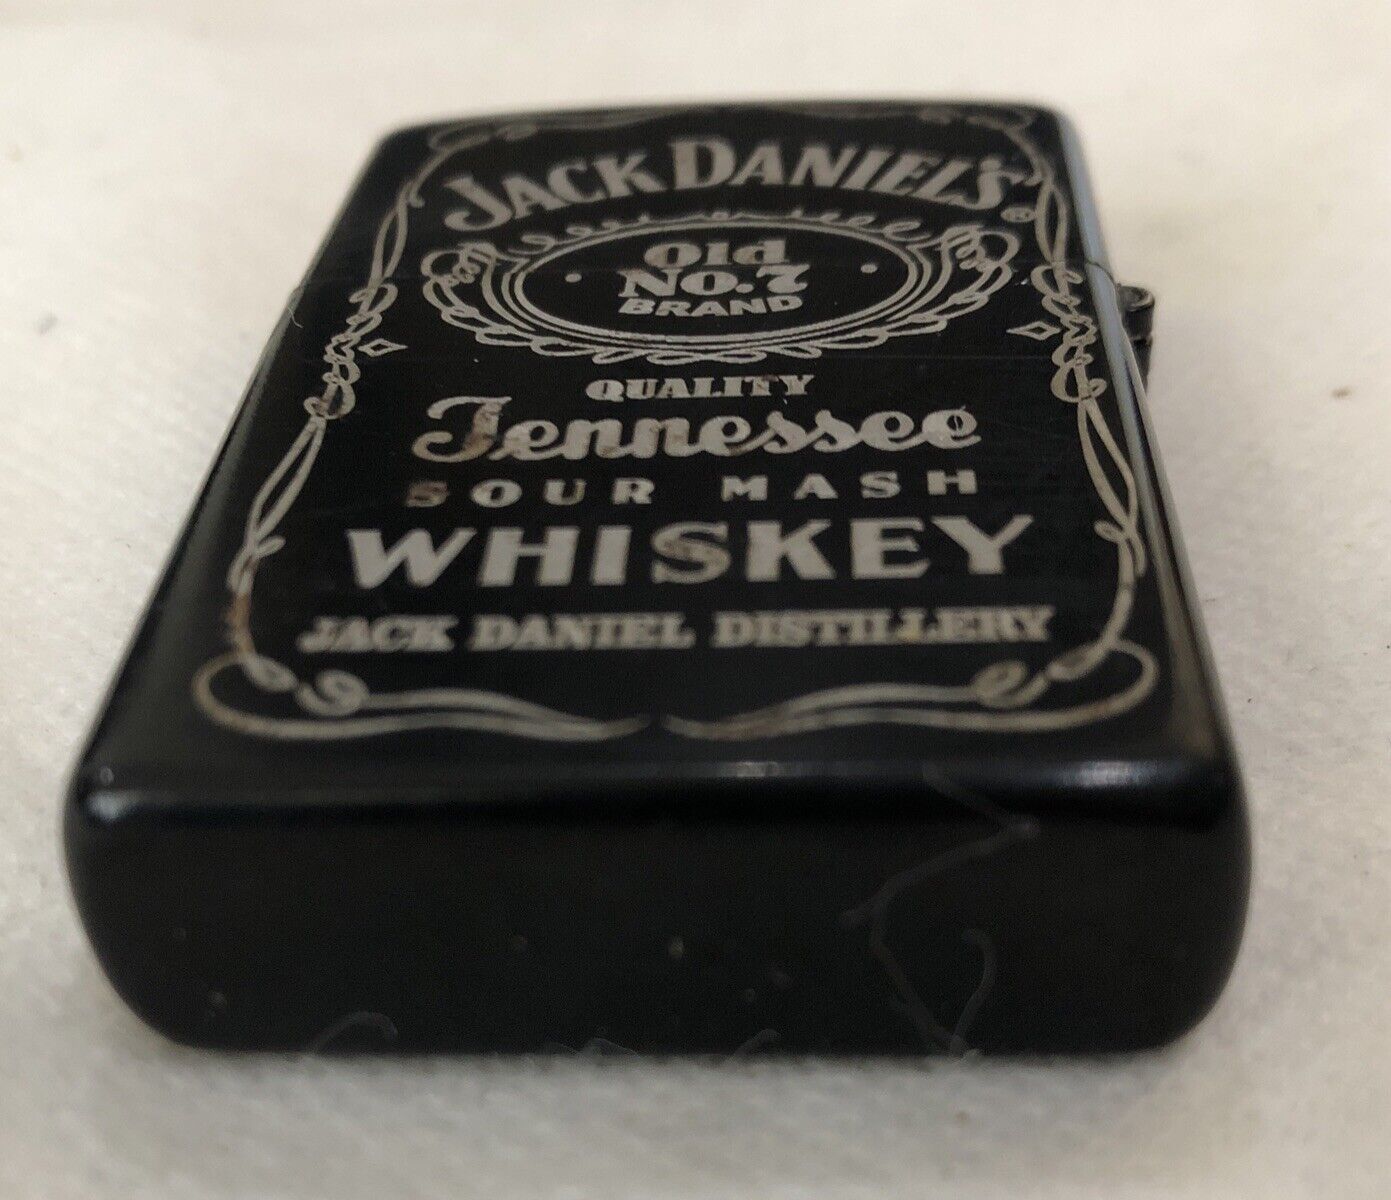 JACK DANIEL'S®
Old
NO. 7
BRAND
QUALITY
Tennessee
SOUR MASH
WHISKEY
JACK DANIEL DISTILLERY